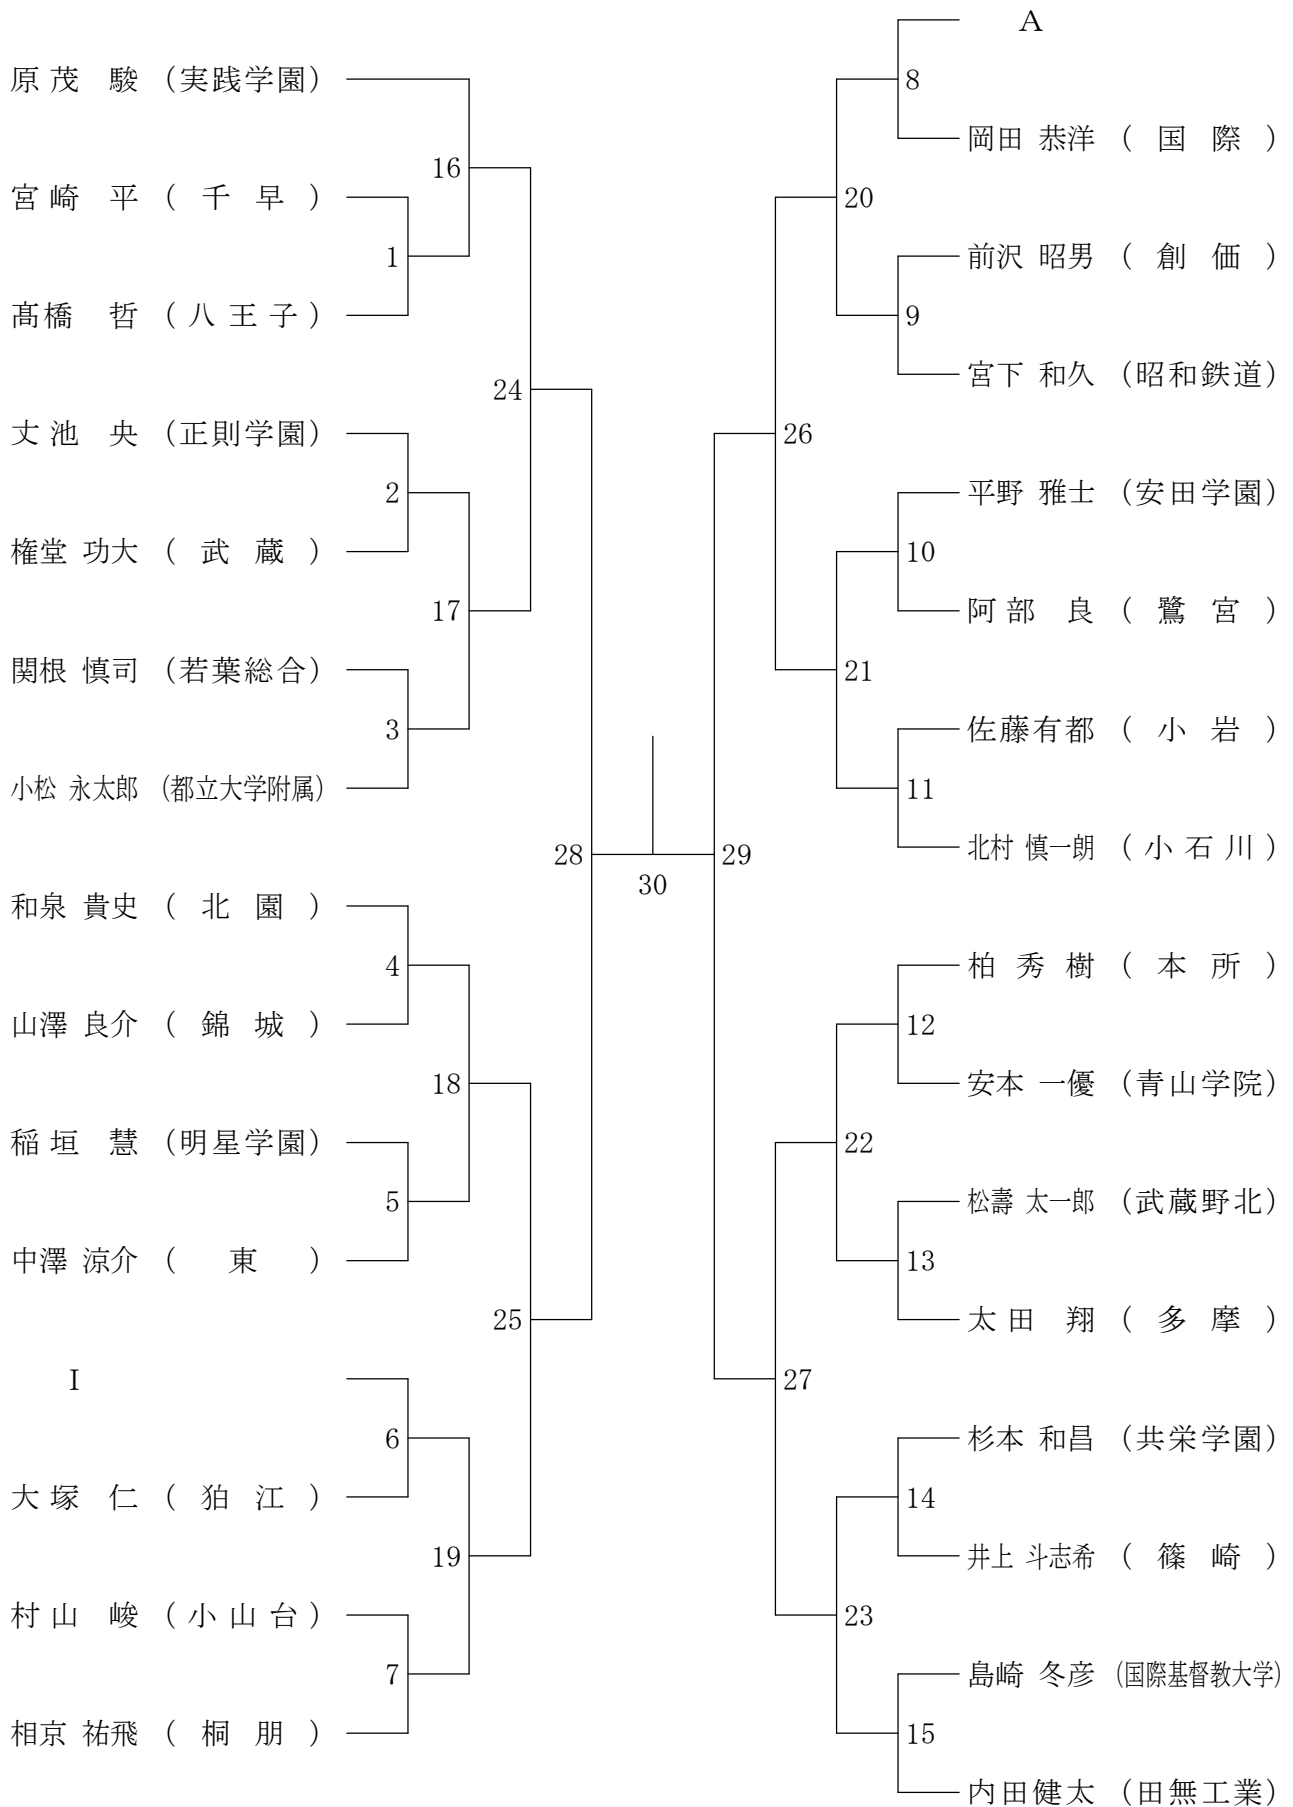 原茂 駿 (実践学園)
16
宮崎 平 (千早)
1
髙橋 哲 (八王子)
24
丈池 央 (正則学園)
2
権堂 功大 (武蔵)
17
関根 慎司 (若葉総合)
3
小松 永太郎 (都立大学附属)
28
和泉 貴史 (北園)
4
山澤 良介 (錦城)
18
稲垣 慧 (明星学園)
5
中澤 涼介 (東)
25
I
6
大塚 仁 (狛江)
19
村山 峻 (小山台)
7
相京 祐飛 (桐朋)
30
A
8
岡田 恭洋 (国際)
20
前沢 昭男 (創価)
9
宮下 和久 (昭和鉄道)
26
平野 雅士 (安田学園)
10
阿部 良 (鷺宮)
21
佐藤有都 (小岩)
11
北村 慎一朗 (小石川)
29
柏 秀樹 (本所)
12
安本 一優 (青山学院)
22
松壽 太一郎 (武蔵野北)
13
太田 翔 (多摩)
27
杉本 和昌 (共栄学園)
14
井上 斗志希 (篠崎)
23
島崎 冬彦 (国際基督教大学)
15
内田健太 (田無工業)